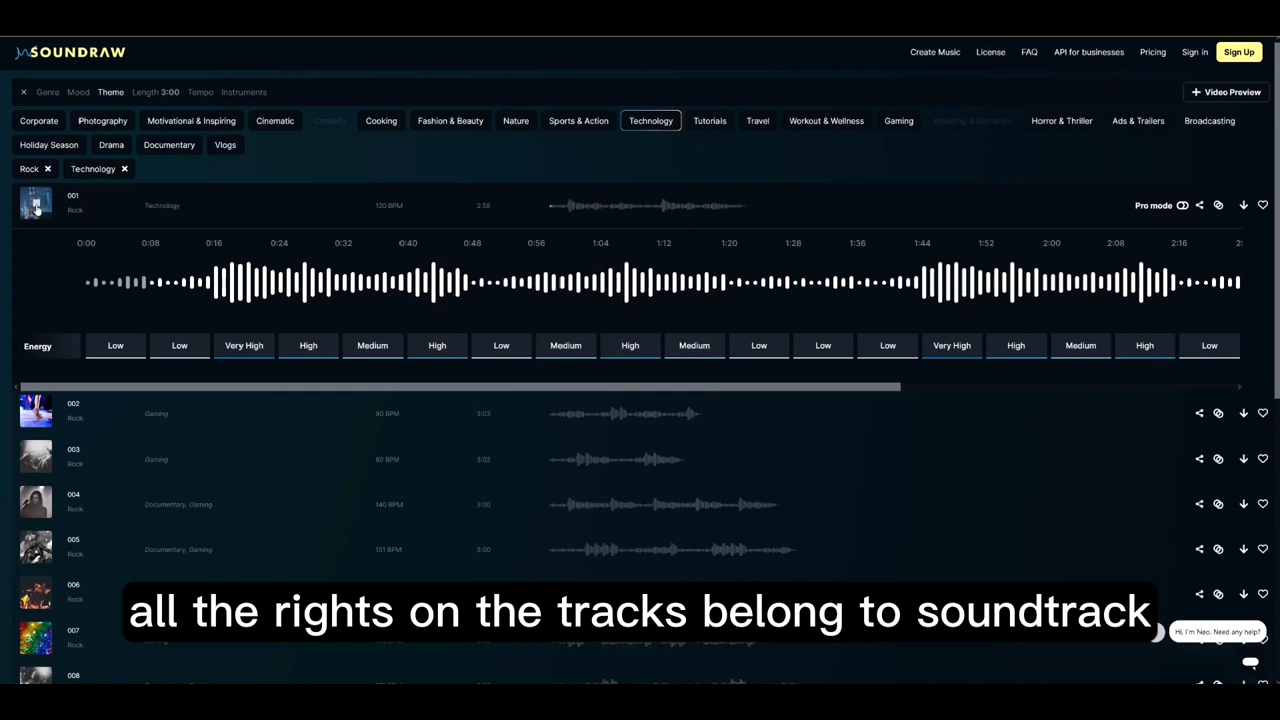 SOUNDRAW Create Music License FAQ API for businesses Pricing Sign in Sign Up
× Genre Mood Theme Length 3:00 Tempo Instruments + Video Preview
Corporate Photography Motivational & Inspiring Cinematic Comedy Cooking Fashion & Beauty Nature Sports & Action Technology Tutorials Travel Workout & Wellness Gaming Wedding & Romance Horror & Thriller Ads & Trailers Broadcasting
Holiday Season Drama Documentary Vlogs
Rock × Technology ×
001
Rock Technology 120 BPM 2:58 Pro mode
0:00 0:08 0:16 0:24 0:32 0:40 0:48 0:56 1:04 1:12 1:20 1:28 1:36 1:44 1:52 2:00 2:08 2:16 2:
Energy Low Low Very High High Medium High Low Medium High Medium Low Low Low Very High High Medium High Low
002
Rock Gaming 90 BPM 3:03
003
Rock Gaming 80 BPM 3:02
004
Rock Documentary, Gaming 140 BPM 3:00
005
Rock Documentary, Gaming 151 BPM 3:00
006
Rock
all the rights on the tracks belong to soundtrack
007
Rock
Hi, I'm Neo. Need any help?
008